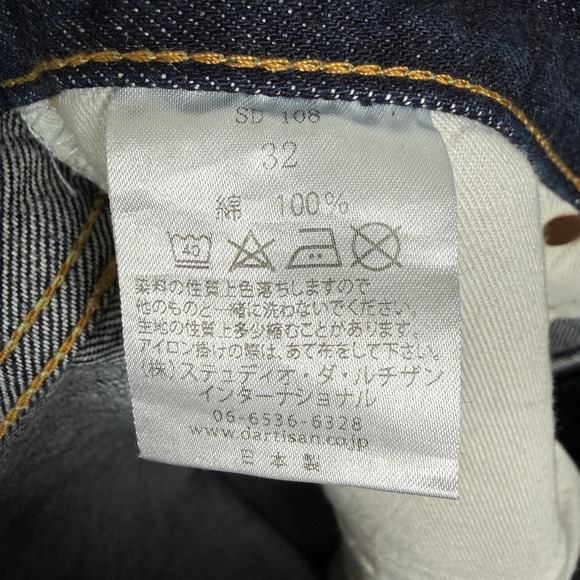 SD 108
32
綿 100%
40
染料の性質上色落ちしますので
他のものと一緒に洗わないでください。
生地の性質上多少縮むことがあります。
アイロン掛けの際は、あて布をして下さい。
(株)ステュディオ・ダ・ルチザン
インターナショナル
06-6536-6328
www.dartisan.co.jp
日本製